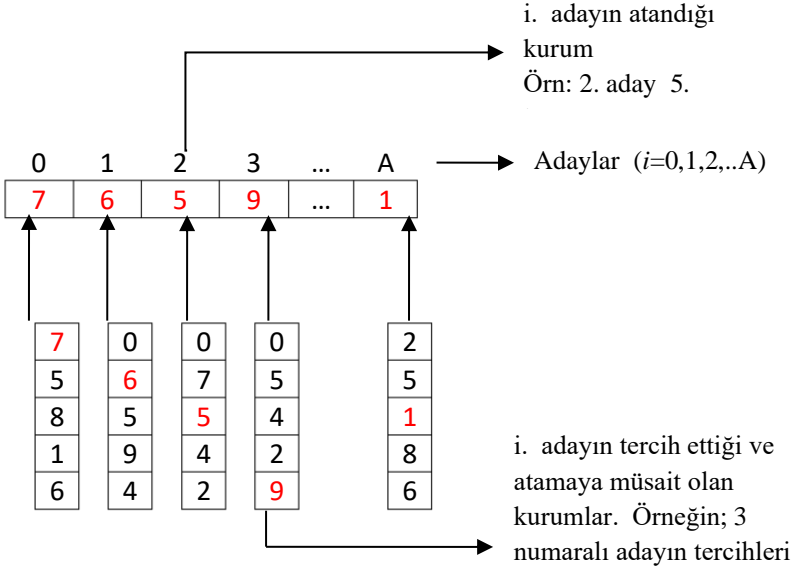 i. adayın atandığı
kurum
Örn: 2. aday 5.
0 1 2 3 ... A
Adaylar (i=0,1,2,..A)
7 6 5 9 ... 1
7 0 0 0 2
5 6 7 5 5
8 5 5 4 1
1 9 4 2 8
6 4 2 9 6
i. adayın tercih ettiği ve
atamaya müsait olan
kurumlar. Örneğin; 3
numaralı adayın tercihleri